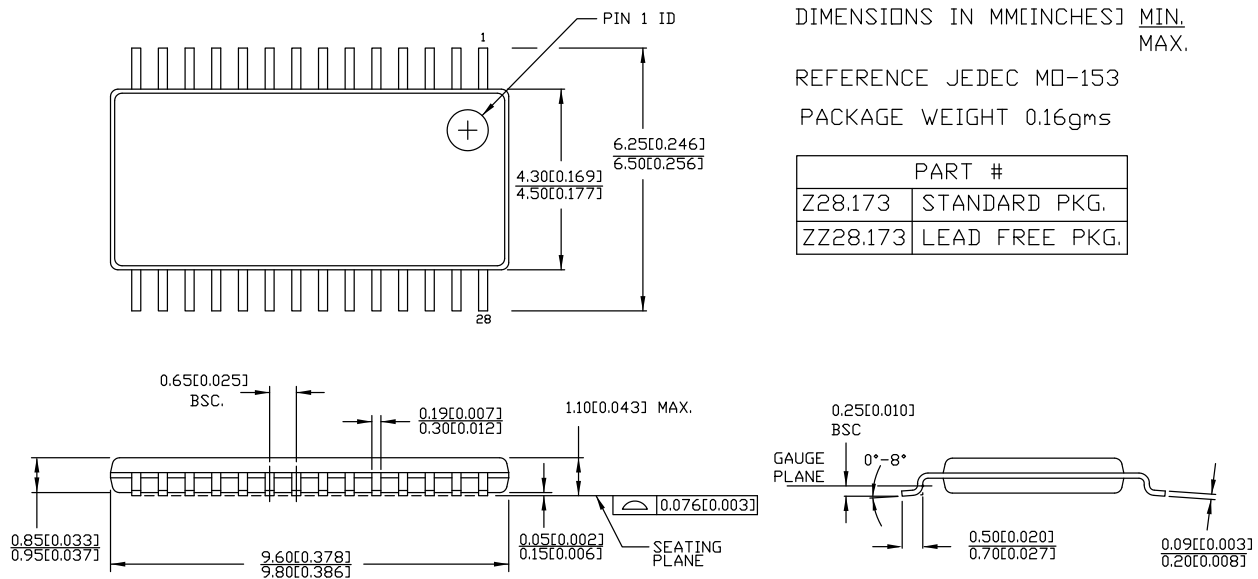 PIN 1 ID
1
DIMENSIONS IN MM[INCHES] MIN.
MAX.
REFERENCE JEDEC MO-153
PACKAGE WEIGHT 0.16gms
PART #
Z28.173 STANDARD PKG.
ZZ28.173 LEAD FREE PKG.
6.25[0.246]
6.50[0.256]
4.30[0.169]
4.50[0.177]
28
0.65[0.025]
BSC.
0.19[0.007]
0.30[0.012]
1.10[0.043] MAX.
0.25[0.010]
BSC
GAUGE
PLANE
0°-8°
0.076[0.003]
0.85[0.033]
0.95[0.037]
9.60[0.378]
9.80[0.386]
0.05[0.002]
0.15[0.006]
SEATING
PLANE
0.50[0.020]
0.70[0.027]
0.09[[0.003]
0.20[0.008]